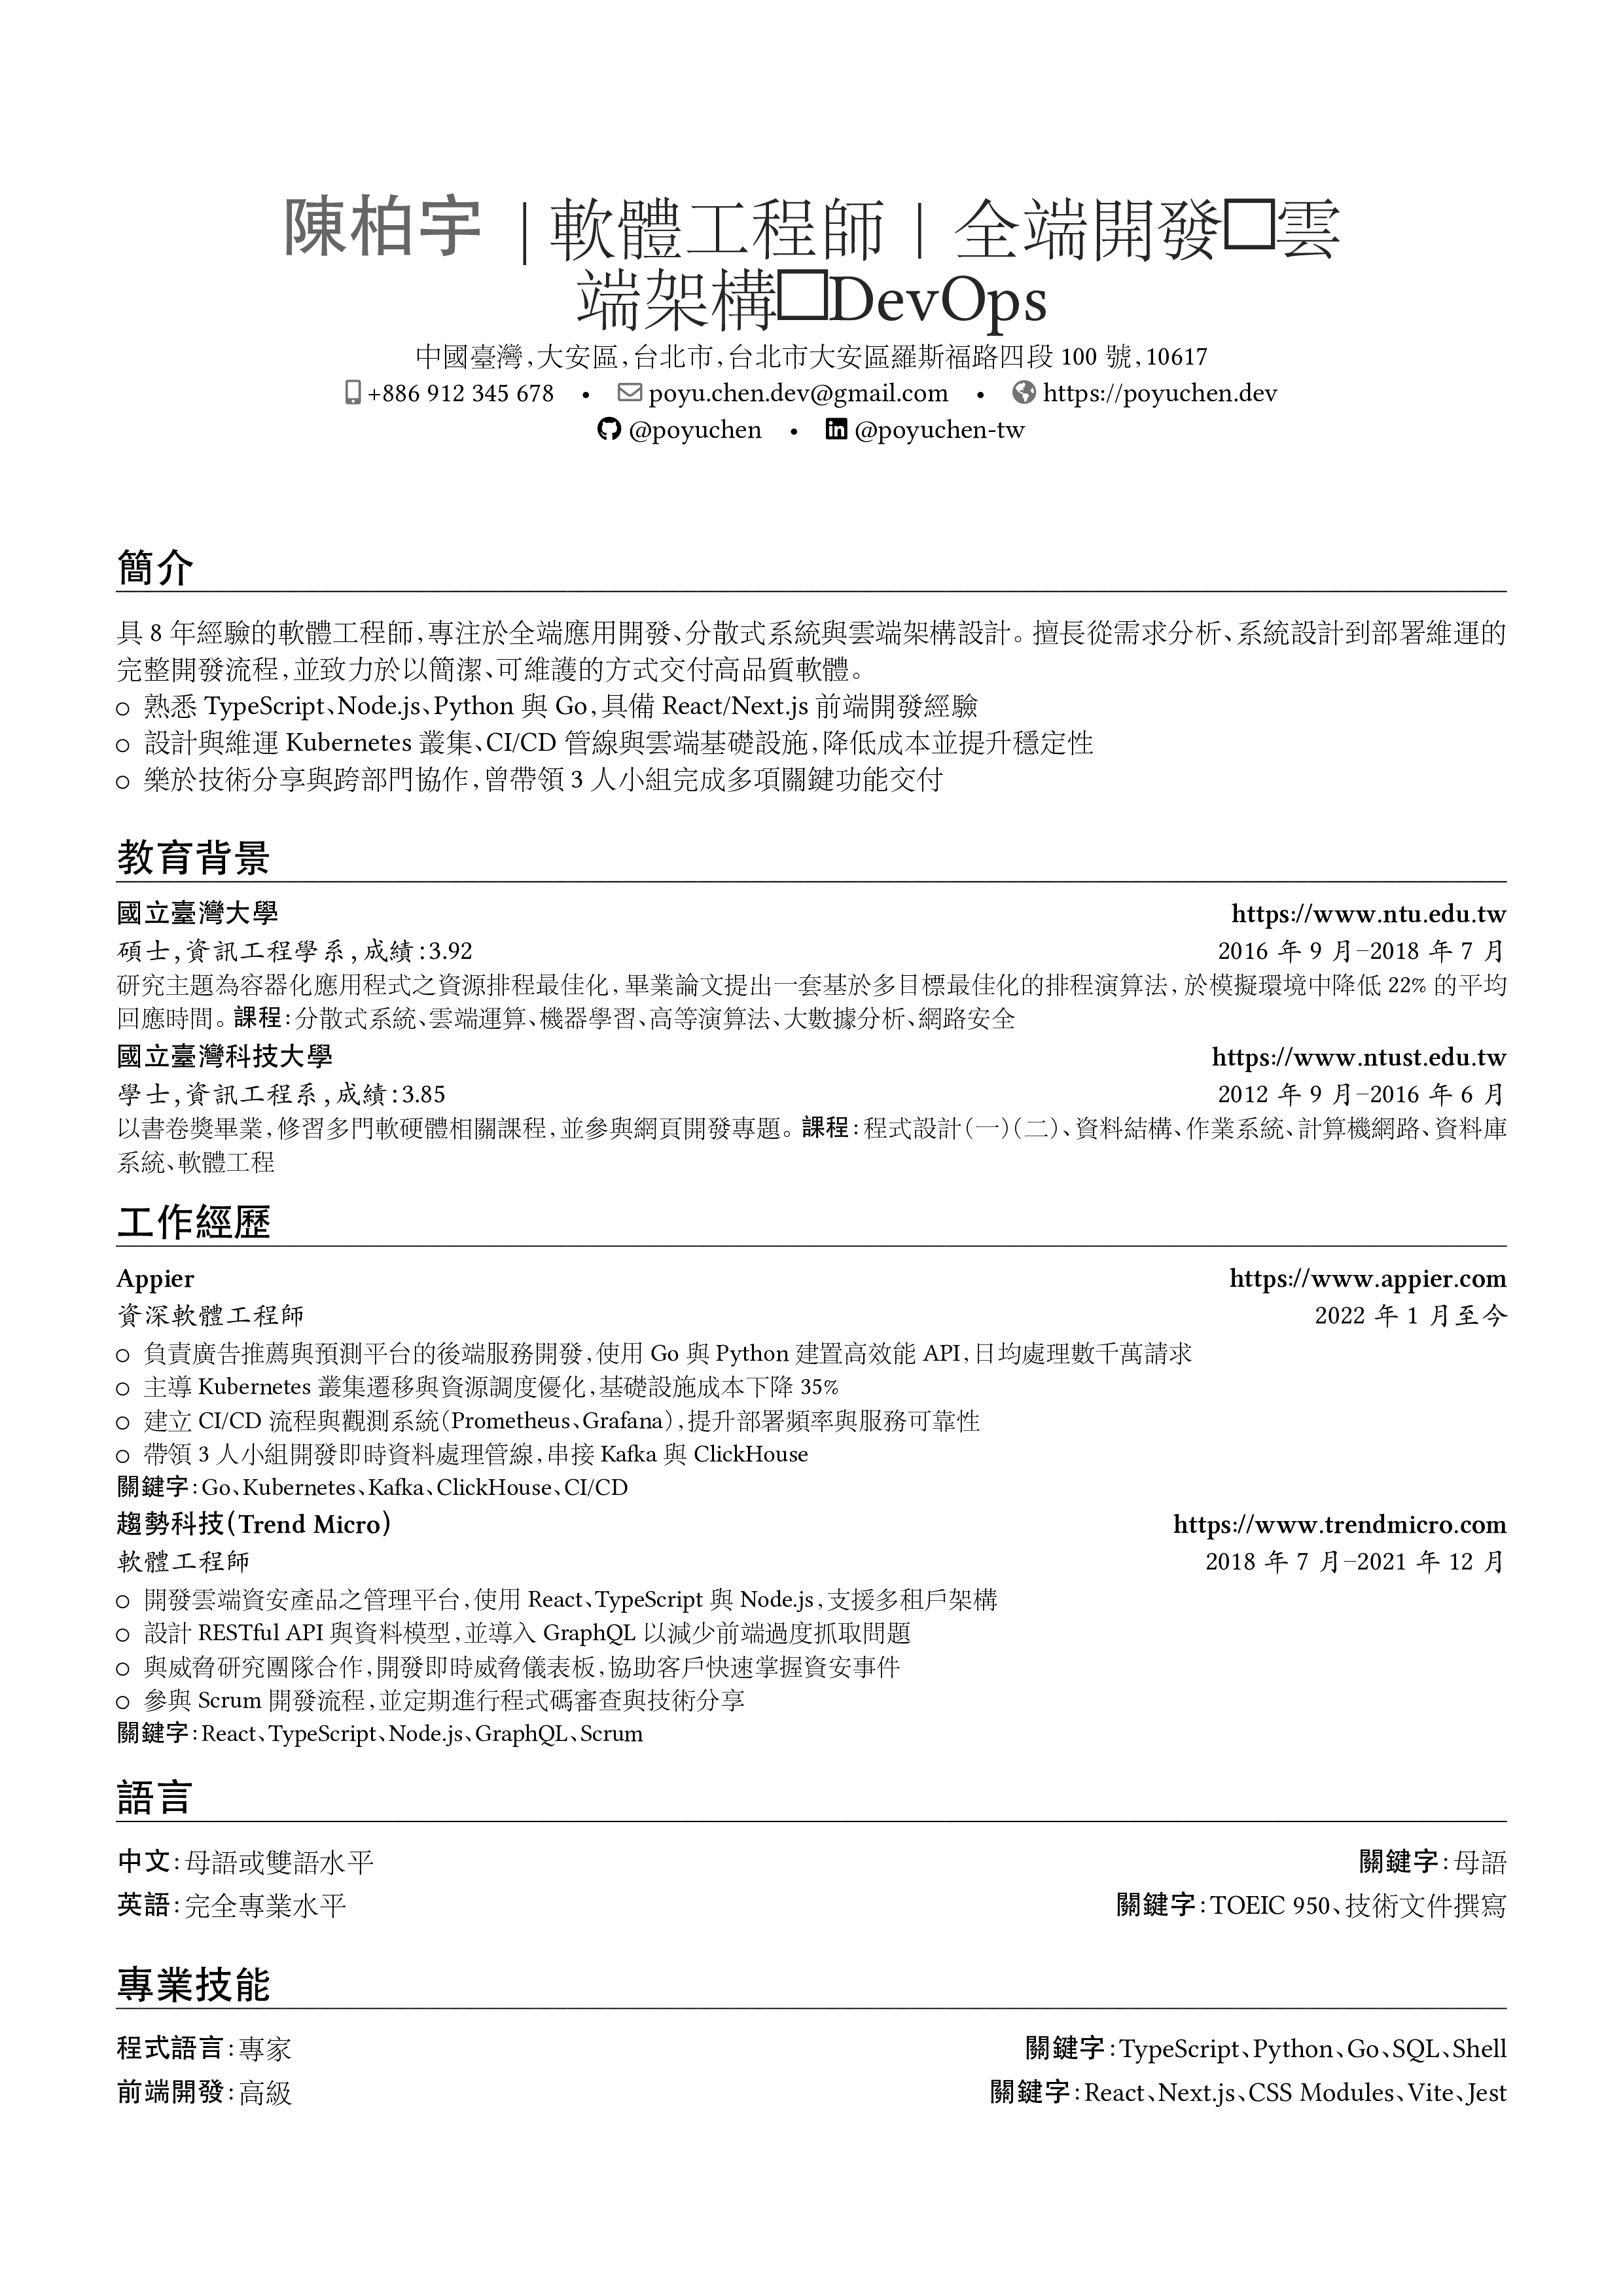 陳柏宇 | 軟體工程師 | 全端開發□雲
端架構□DevOps
中國臺灣,大安區,台北市,台北市大安區羅斯福路四段 100 號,10617
+886 912 345 678 • poyu.chen.dev@gmail.com • https://poyuchen.dev
@poyuchen • @poyuchen-tw
簡介
具 8 年經驗的軟體工程師,專注於全端應用開發、分散式系統與雲端架構設計。擅長從需求分析、系統設計到部署維運的
完整開發流程,並致力於以簡潔、可維護的方式交付高品質軟體。
○ 熟悉 TypeScript、Node.js、Python 與 Go,具備 React/Next.js 前端開發經驗
○ 設計與維運 Kubernetes 叢集、CI/CD 管線與雲端基礎設施,降低成本並提升穩定性
○ 樂於技術分享與跨部門協作,曾帶領 3 人小組完成多項關鍵功能交付
教育背景
國立臺灣大學 https://www.ntu.edu.tw
碩士,資訊工程學系,成績:3.92 2016 年 9 月–2018 年 7 月
研究主題為容器化應用程式之資源排程最佳化,畢業論文提出一套基於多目標最佳化的排程演算法,於模擬環境中降低 22% 的平均
回應時間。課程:分散式系統、雲端運算、機器學習、高等演算法、大數據分析、網路安全
國立臺灣科技大學 https://www.ntust.edu.tw
學士,資訊工程系,成績:3.85 2012 年 9 月–2016 年 6 月
以書卷獎畢業,修習多門軟硬體相關課程,並參與網頁開發專題。課程:程式設計(一)(二)、資料結構、作業系統、計算機網路、資料庫
系統、軟體工程
工作經歷
Appier https://www.appier.com
資深軟體工程師 2022 年 1 月至今
○ 負責廣告推薦與預測平台的後端服務開發,使用 Go 與 Python 建置高效能 API,日均處理數千萬請求
○ 主導 Kubernetes 叢集遷移與資源調度優化,基礎設施成本下降 35%
○ 建立 CI/CD 流程與觀測系統(Prometheus、Grafana),提升部署頻率與服務可靠性
○ 帶領 3 人小組開發即時資料處理管線,串接 Kafka 與 ClickHouse
關鍵字:Go、Kubernetes、Kafka、ClickHouse、CI/CD
趨勢科技(Trend Micro) https://www.trendmicro.com
軟體工程師 2018 年 7 月–2021 年 12 月
○ 開發雲端資安產品之管理平台,使用 React、TypeScript 與 Node.js,支援多租戶架構
○ 設計 RESTful API 與資料模型,並導入 GraphQL 以減少前端過度抓取問題
○ 與威脅研究團隊合作,開發即時威脅儀表板,協助客戶快速掌握資安事件
○ 參與 Scrum 開發流程,並定期進行程式碼審查與技術分享
關鍵字:React、TypeScript、Node.js、GraphQL、Scrum
語言
中文:母語或雙語水平 關鍵字:母語
英語:完全專業水平 關鍵字:TOEIC 950、技術文件撰寫
專業技能
程式語言:專家 關鍵字:TypeScript、Python、Go、SQL、Shell
前端開發:高級 關鍵字:React、Next.js、CSS Modules、Vite、Jest